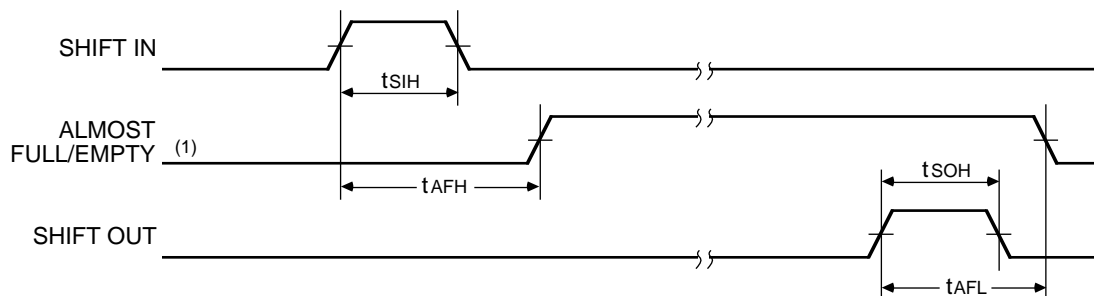 SHIFT IN
tSIH
ALMOST
FULL/EMPTY (1)
tAFH
tSOH
SHIFT OUT
tAFL